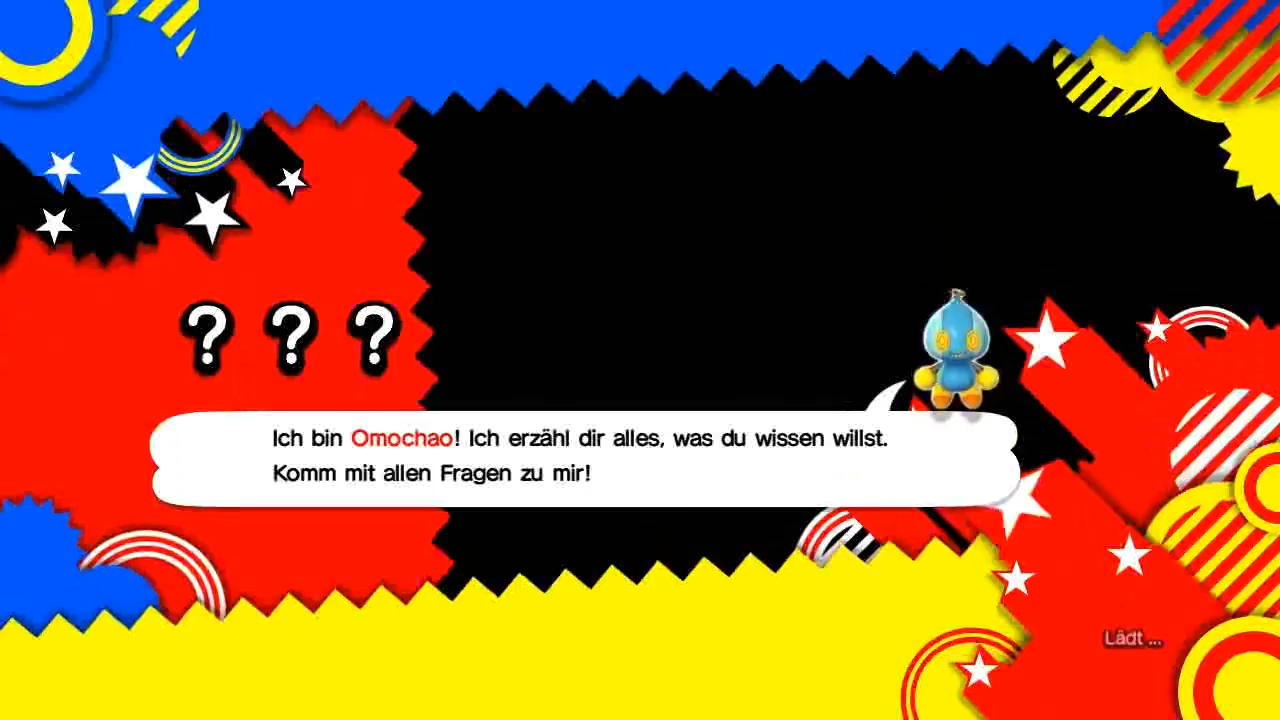 ? ? ?
Ich bin Omochao! Ich erzähl dir alles, was du wissen willst.
Komm mit allen Fragen zu mir!
Lädt ...